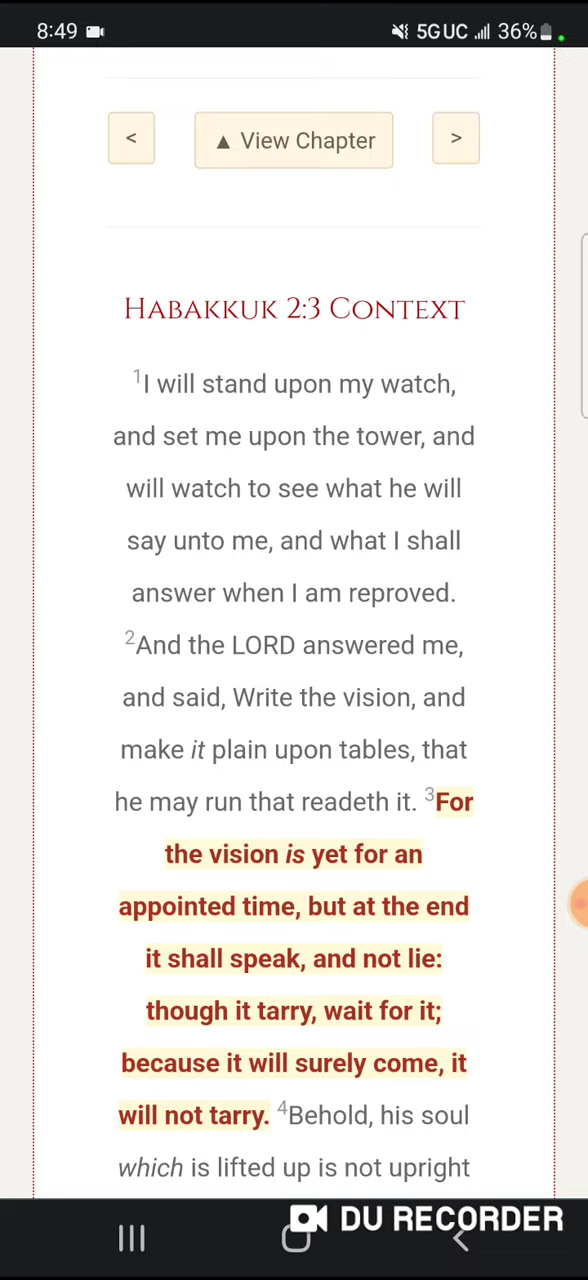 8:49 5GUC 36%
< ▲ View Chapter >
HABAKKUK 2:3 CONTEXT
1I will stand upon my watch,
and set me upon the tower, and
will watch to see what he will
say unto me, and what I shall
answer when I am reproved.
2And the LORD answered me,
and said, Write the vision, and
make it plain upon tables, that
he may run that readeth it. 3For
the vision is yet for an
appointed time, but at the end
it shall speak, and not lie:
though it tarry, wait for it;
because it will surely come, it
will not tarry. 4Behold, his soul
which is lifted up is not upright
DU RECORDER